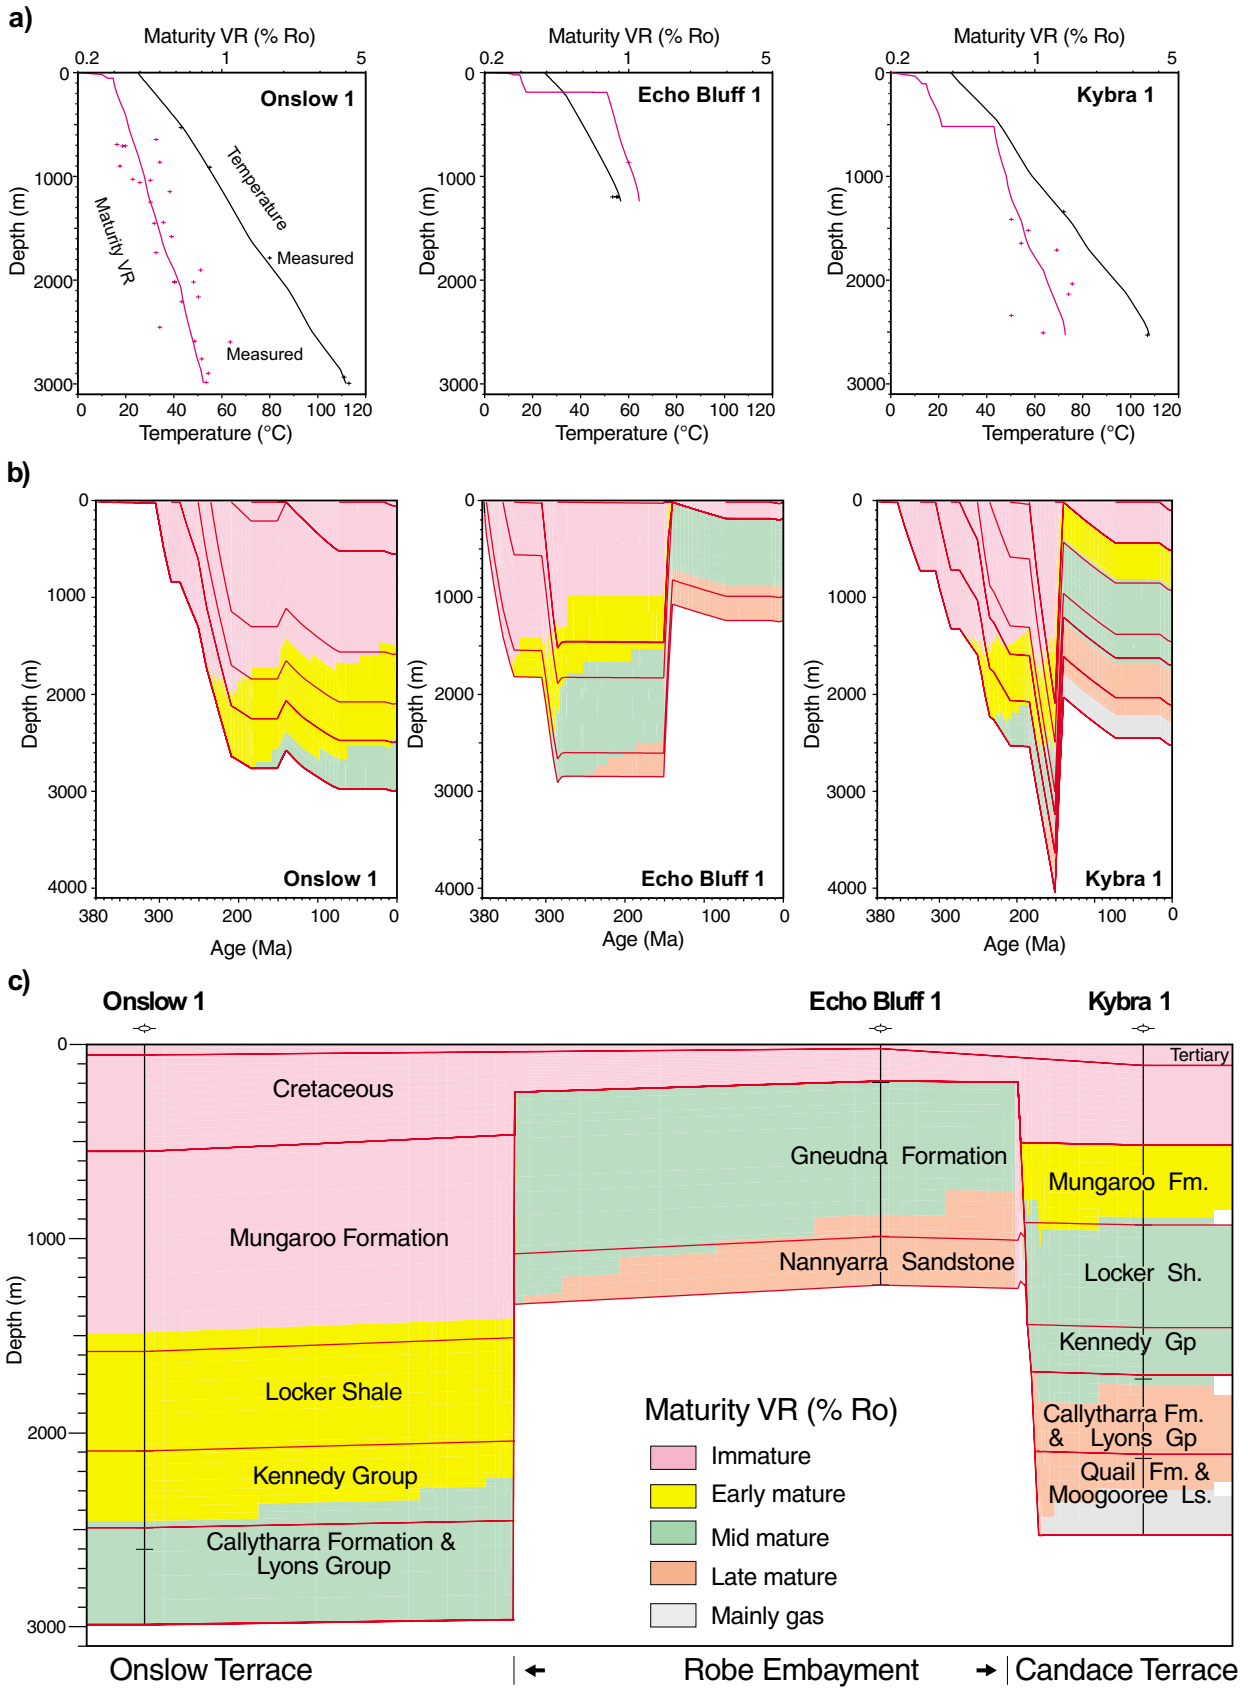 a)
Maturity VR (% Ro)
Maturity VR (% Ro)
Maturity VR (% Ro)
0.2 1 5
0.2 1 5
0.2 1 5
Onslow 1
Echo Bluff 1
Kybra 1
0
1000
2000
3000
0
1000
2000
3000
0
1000
2000
3000
Depth (m)
Depth (m)
Depth (m)
Temperature
Maturity VR
Measured
Measured
0 20 40 60 80 100 120
0 20 40 60 80 100 120
0 20 40 60 80 100 120
Temperature (°C)
Temperature (°C)
Temperature (°C)
b)
0
1000
2000
3000
4000
0
1000
2000
3000
4000
0
1000
2000
3000
4000
Depth (m)
Depth (m)
Depth (m)
Onslow 1
Echo Bluff 1
Kybra 1
380 300 200 100 0
380 300 200 100 0
380 300 200 100 0
Age (Ma)
Age (Ma)
Age (Ma)
c)
Onslow 1
Echo Bluff 1
Kybra 1
0
1000
2000
3000
Depth (m)
Tertiary
Cretaceous
Gneudna Formation
Mungaroo Fm.
Mungaroo Formation
Nannyarra Sandstone
Locker Sh.
Kennedy Gp
Locker Shale
Callytharra Fm.
& Lyons Gp
Kennedy Group
Quail Fm. &
Moogooree Ls.
Callytharra Formation &
Lyons Group
Maturity VR (% Ro)
Immature
Early mature
Mid mature
Late mature
Mainly gas
Onslow Terrace
Robe Embayment
Candace Terrace